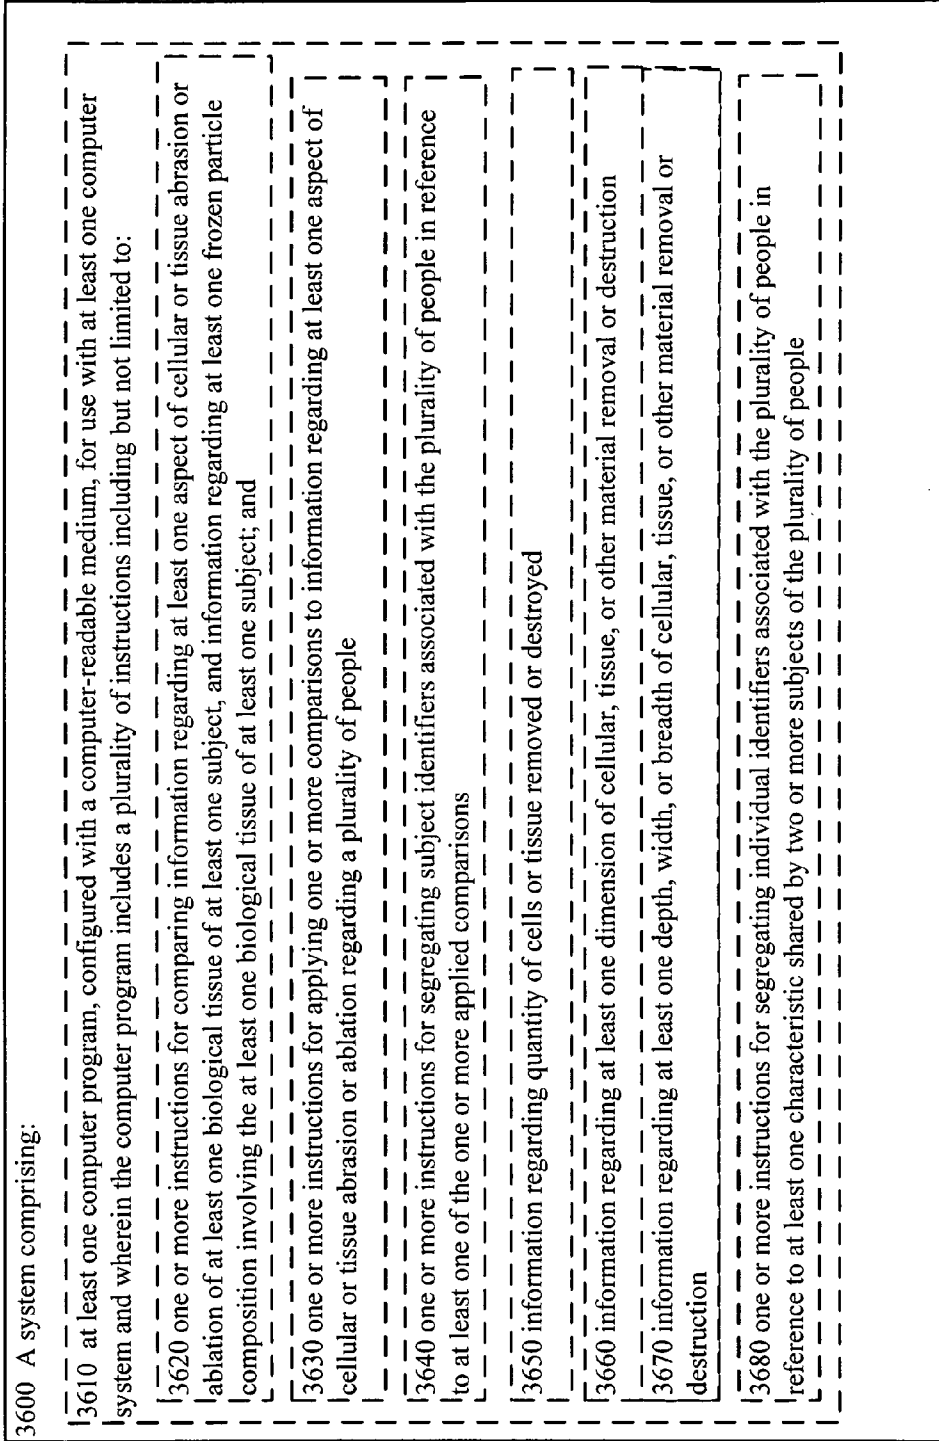 3600 A system comprising:
3610 at least one computer program, configured with a computer-readable medium, for use with at least one computer
system and wherein the computer program includes a plurality of instructions including but not limited to:
3620 one or more instructions for comparing information regarding at least one aspect of cellular or tissue abrasion or
ablation of at least one biological tissue of at least one subject, and information regarding at least one frozen particle
composition involving the at least one biological tissue of at least one subject; and
3630 one or more instructions for applying one or more comparisons to information regarding at least one aspect of
cellular or tissue abrasion or ablation regarding a plurality of people
3640 one or more instructions for segregating subject identifiers associated with the plurality of people in reference
to at least one of the one or more applied comparisons
3650 information regarding quantity of cells or tissue removed or destroyed
3660 information regarding at least one dimension of cellular, tissue, or other material removal or destruction
3670 information regarding at least one depth, width, or breadth of cellular, tissue, or other material removal or
destruction
3680 one or more instructions for segregating individual identifiers associated with the plurality of people in
reference to at least one characteristic shared by two or more subjects of the plurality of people